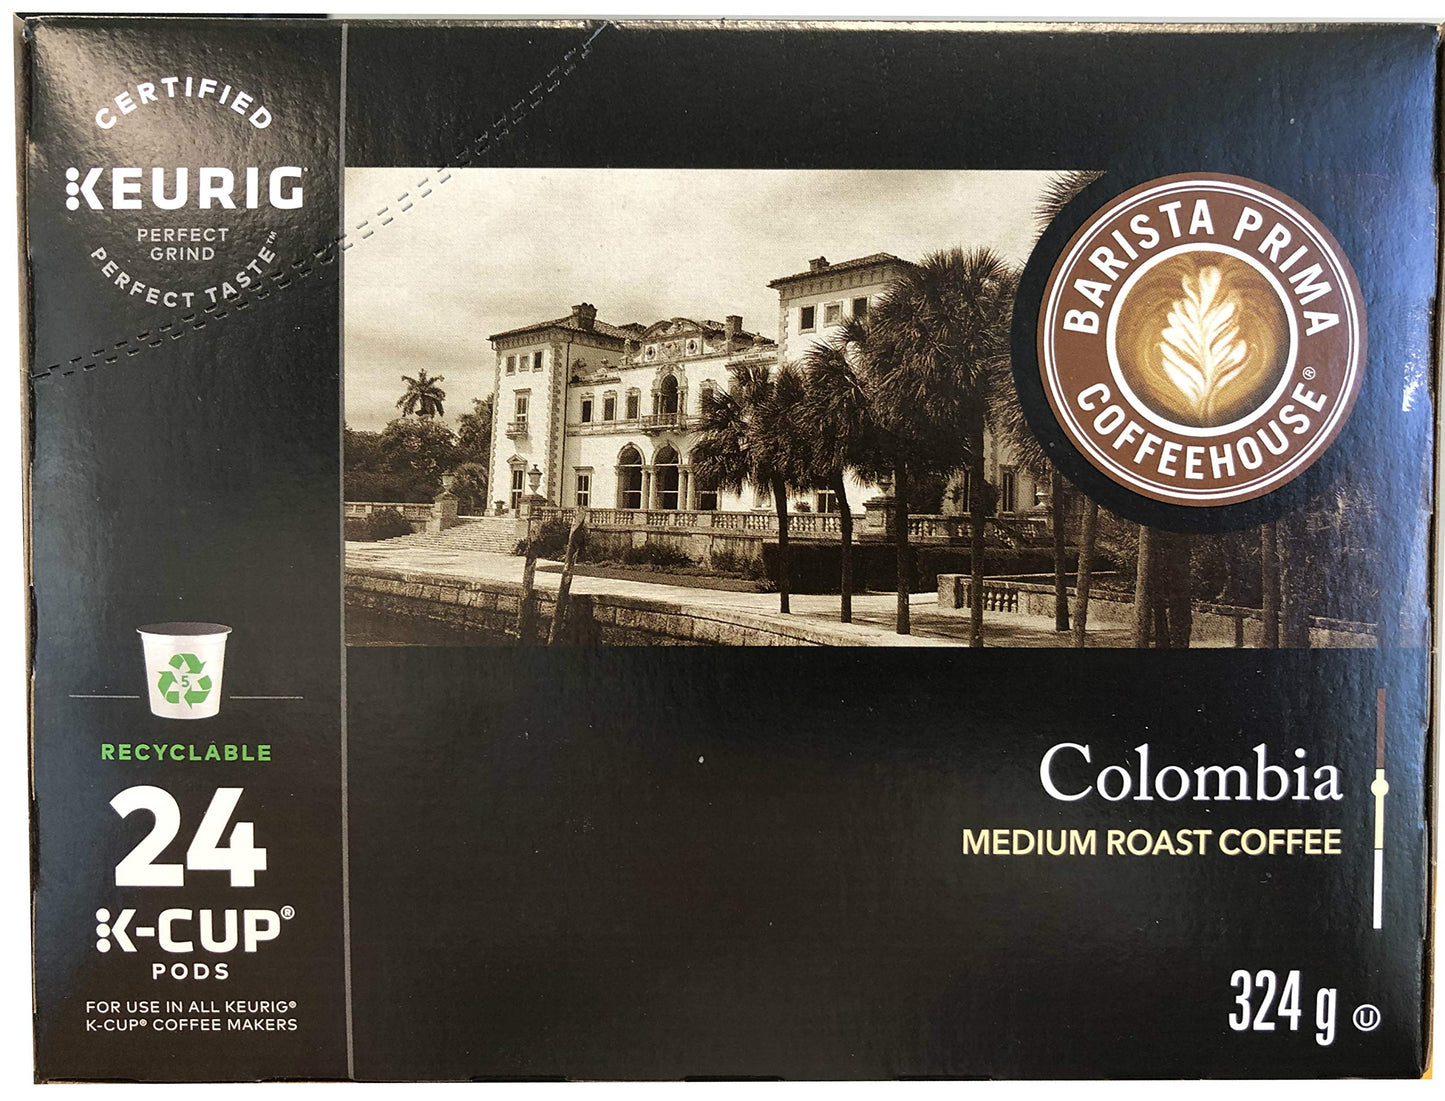 CERTIFIED
KEURIG
PERFECT
GRIND
PERFECT TASTE™
BARISTA PRIMA
COFFEEHOUSE®
5
RECYCLABLE
24
K-CUP®
PODS
FOR USE IN ALL KEURIG®
K-CUP® COFFEE MAKERS
Colombia
MEDIUM ROAST COFFEE
324 g
U